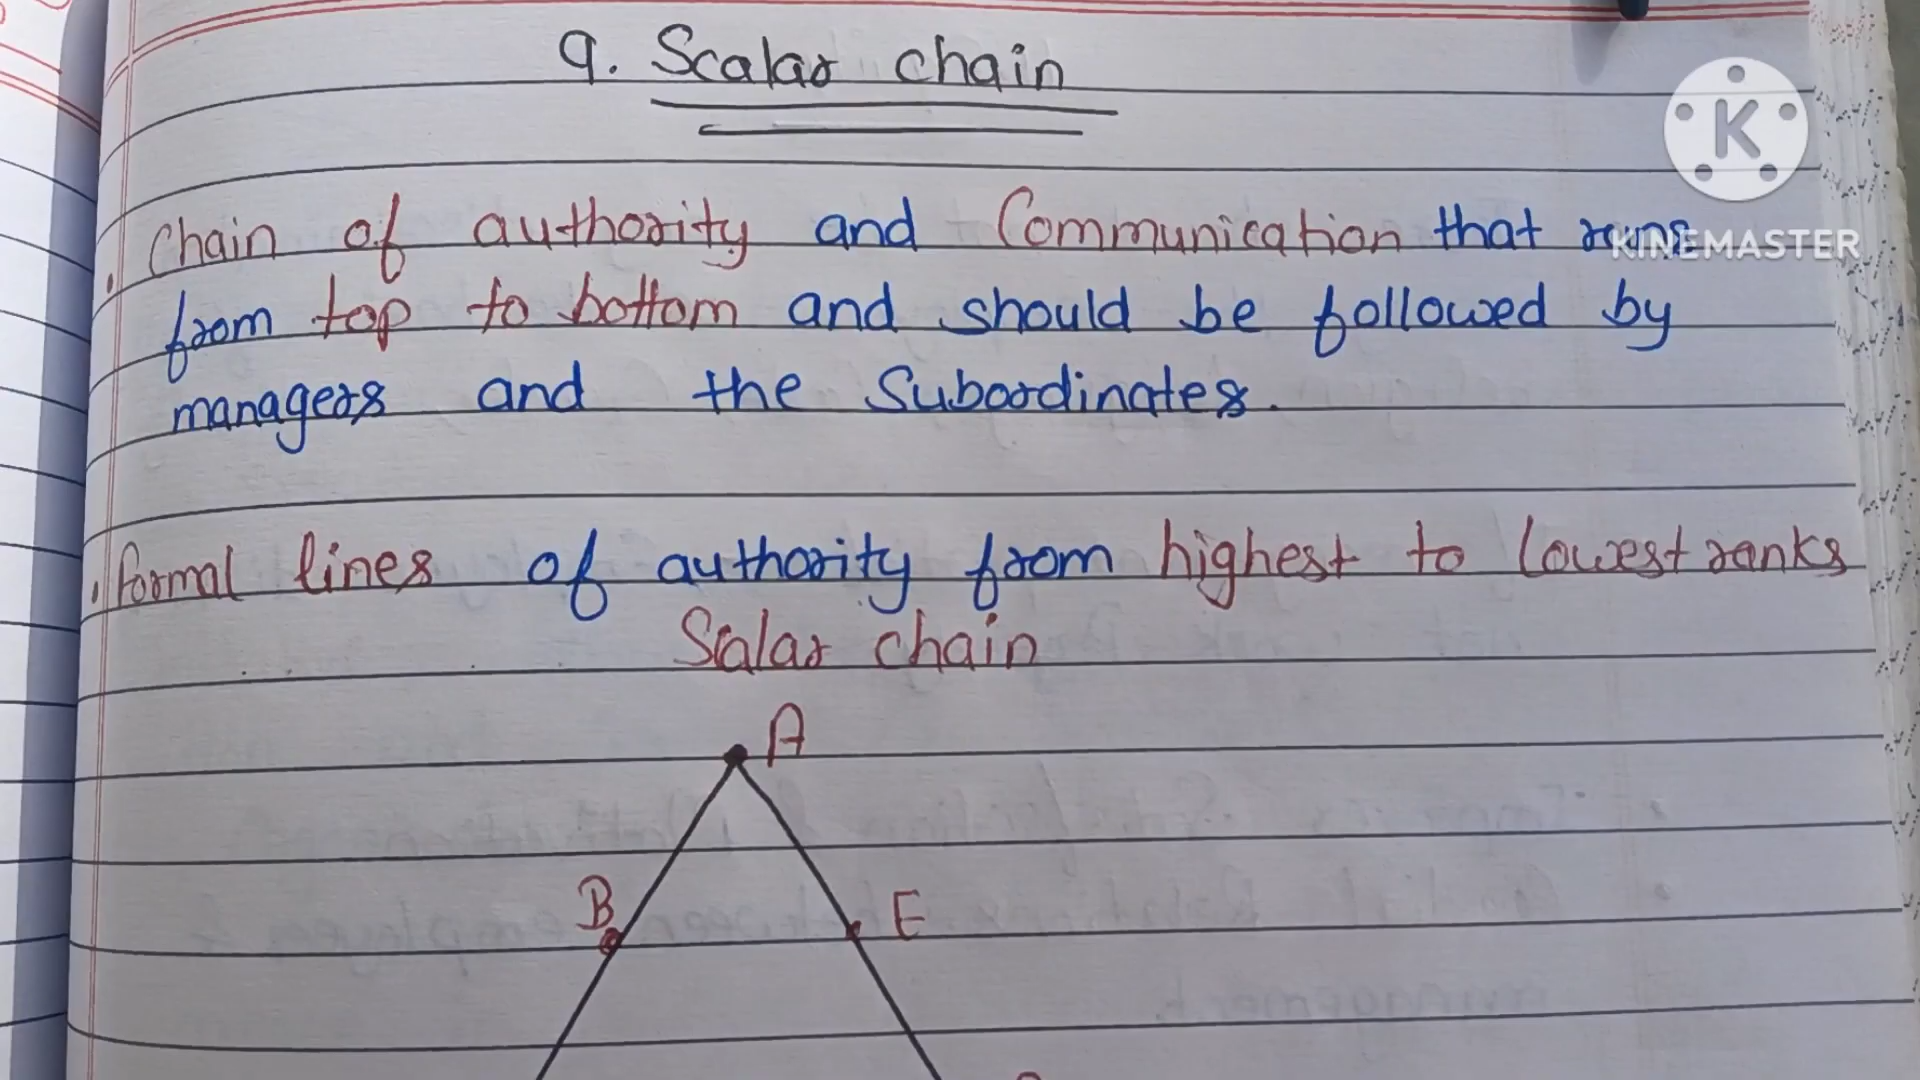 9. Scalar chain
K
KINEMASTER
. Chain of authority and Communication that runs
from top to bottom and should be followed by
managers and the Subordinates.
. formal lines of authority from highest to lowest ranks
Scalar chain
A
B
E